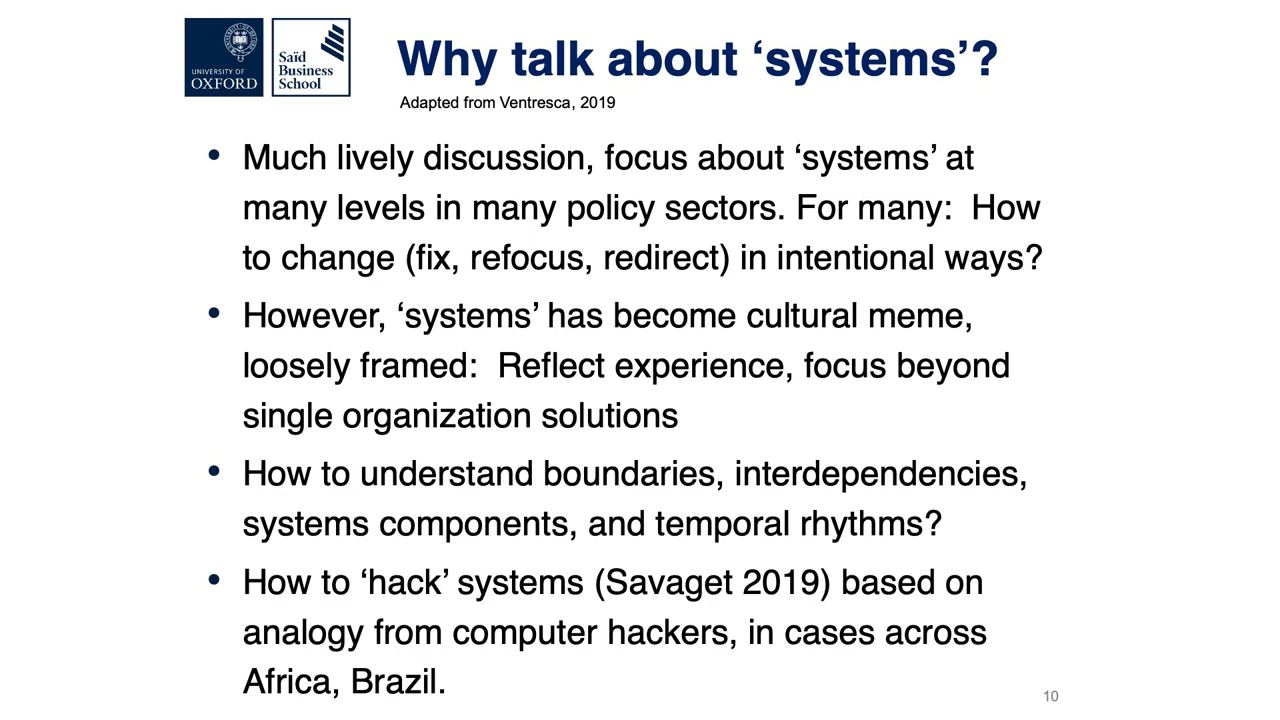 UNIVERSITY OF
OXFORD
Saïd
Business
School
Why talk about ‘systems’?
Adapted from Ventresca, 2019
• Much lively discussion, focus about ‘systems’ at
many levels in many policy sectors. For many:  How
to change (fix, refocus, redirect) in intentional ways?
• However, ‘systems’ has become cultural meme,
loosely framed:  Reflect experience, focus beyond
single organization solutions
• How to understand boundaries, interdependencies,
systems components, and temporal rhythms?
• How to ‘hack’ systems (Savaget 2019) based on
analogy from computer hackers, in cases across
Africa, Brazil.
10